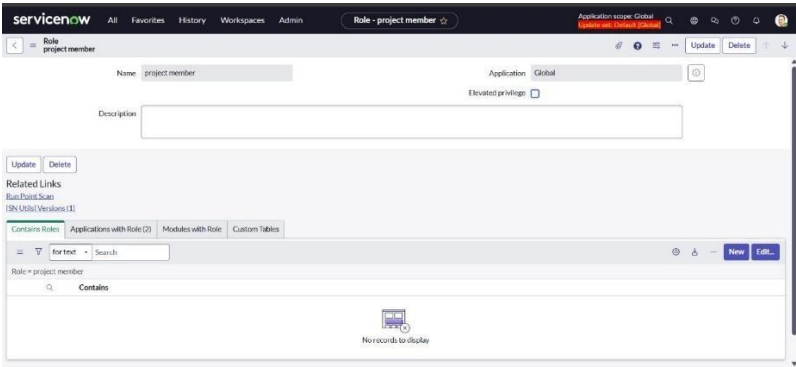 servicenow All Favorites History Workspaces Admin Role - project member Application scope: Global
Update set: Default [Global]
Role
project member
Update Delete
Name project member Application Global
Elevated privilege
Description
Update Delete
Related Links
Run Point Scan
[SN Utils] Versions (1)
Contains Roles Applications with Role (2) Modules with Role Custom Tables
for text Search New Edit...
Role = project member
Contains
No records to display